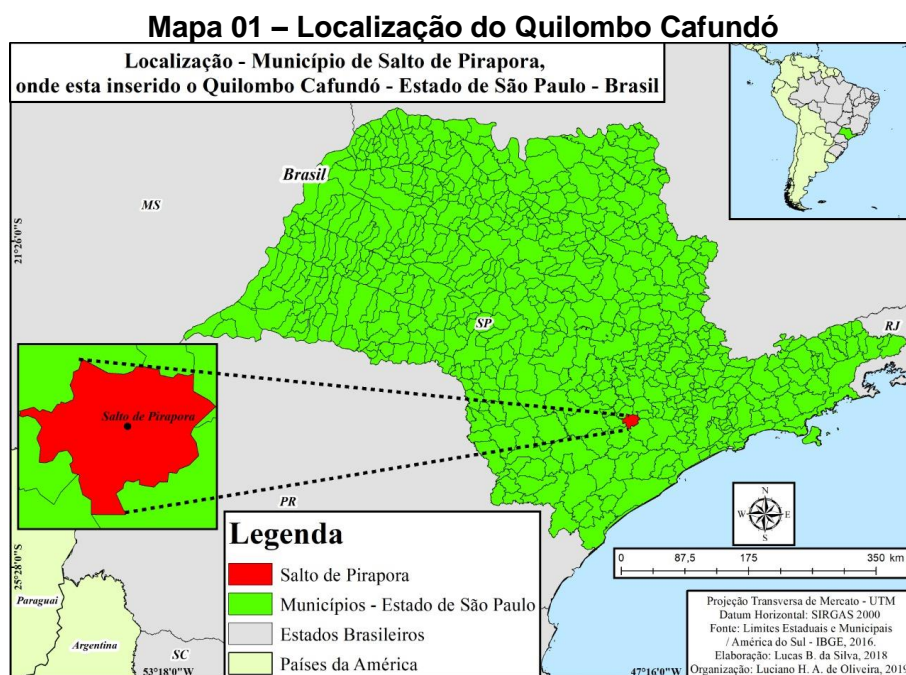 Mapa 01 – Localização do Quilombo Cafundó
Localização - Município de Salto de Pirapora,
onde esta inserido o Quilombo Cafundó - Estado de São Paulo - Brasil
Brasil
MS
21°26'0"S
SP
RJ
Salto de Pirapora
PR
N
W
E
S
0 87,5 175 350 km
25°28'0"S
Paraguai
Argentina
SC
53°18'0"W
47°16'0"W
Legenda
Salto de Pirapora
Municípios - Estado de São Paulo
Estados Brasileiros
Países da América
Projeção Transversa de Mercato - UTM
Datum Horizontal: SIRGAS 2000
Fonte: Limites Estaduais e Municipais
/ América do Sul - IBGE, 2016.
Elaboração: Lucas B. da Silva, 2018
Organização: Luciano H. A. de Oliveira, 2019